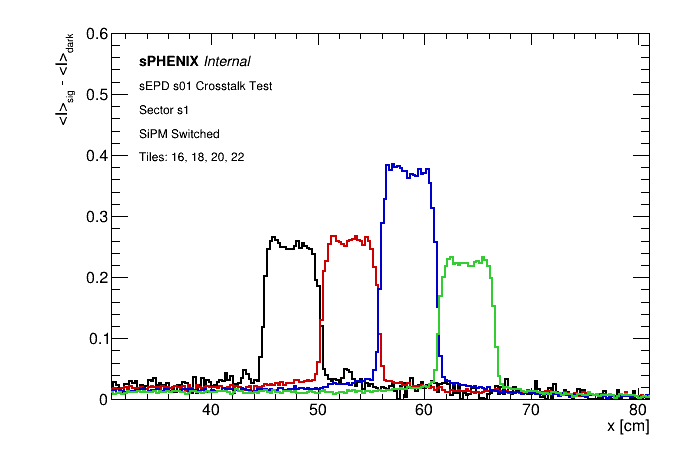 0.6
<I>sig - <I>dark
sPHENIX Internal
sEPD s01 Crosstalk Test
0.5
Sector s1
SiPM Switched
0.4
Tiles: 16, 18, 20, 22
0.3
0.2
0.1
0
40 50 60 70 80
x [cm]